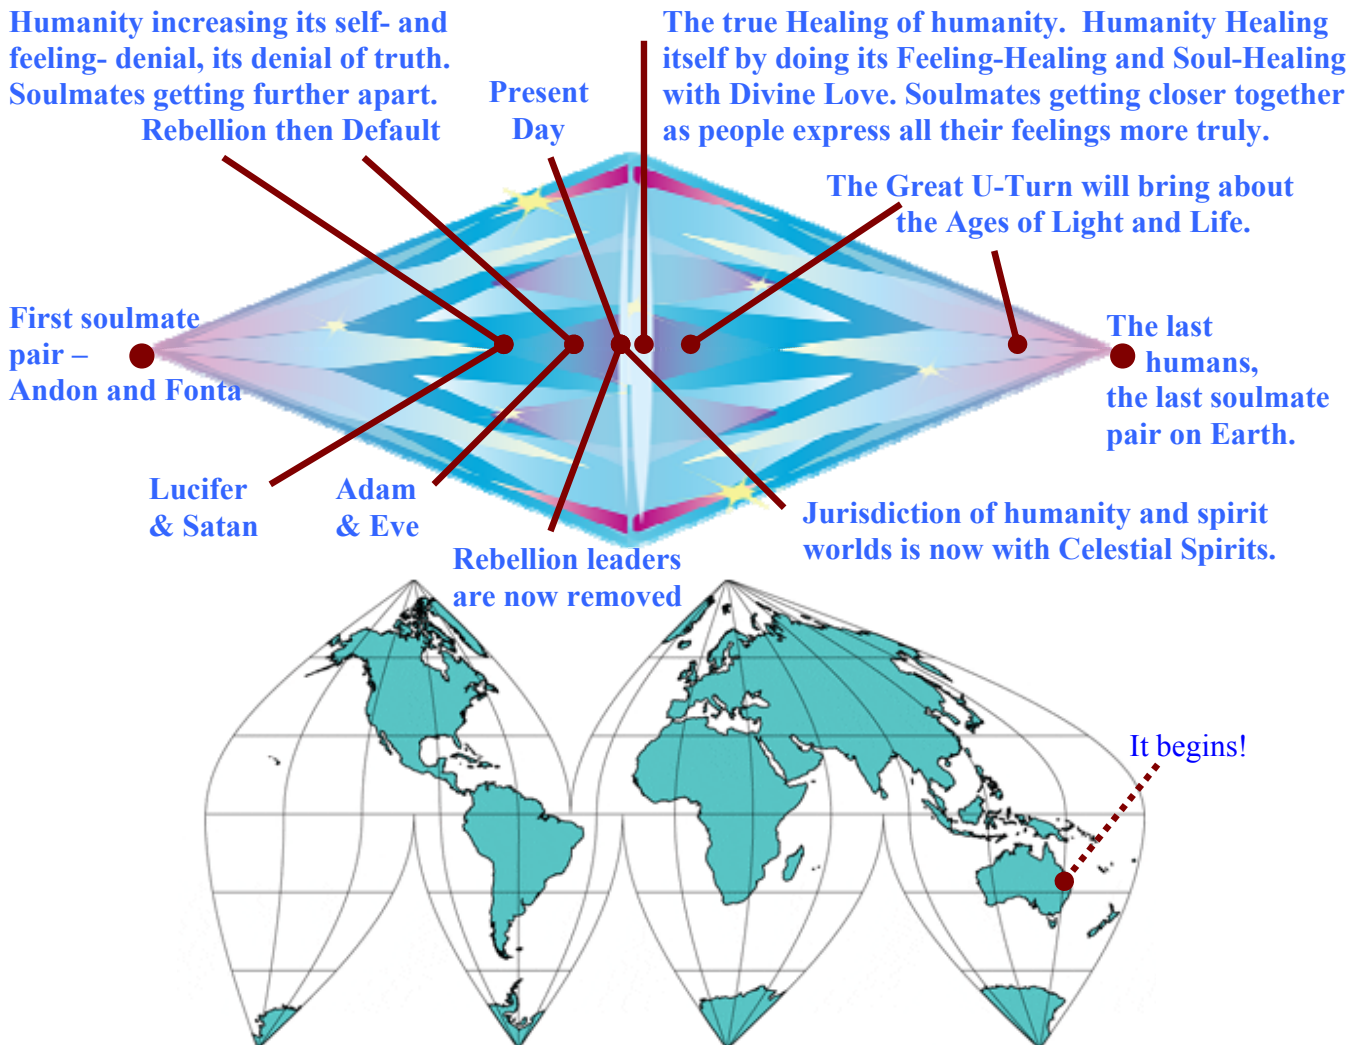 Humanity increasing its self- and
feeling- denial, its denial of truth.
Soulmates getting further apart.
Rebellion then Default
Present
Day
The true Healing of humanity.  Humanity Healing
itself by doing its Feeling-Healing and Soul-Healing
with Divine Love. Soulmates getting closer together
as people express all their feelings more truly.
The Great U-Turn will bring about
the Ages of Light and Life.
First soulmate
pair –
Andon and Fonta
The last
humans,
the last soulmate
pair on Earth.
Lucifer
& Satan
Adam
& Eve
Rebellion leaders
are now removed
Jurisdiction of humanity and spirit
worlds is now with Celestial Spirits.
It begins!